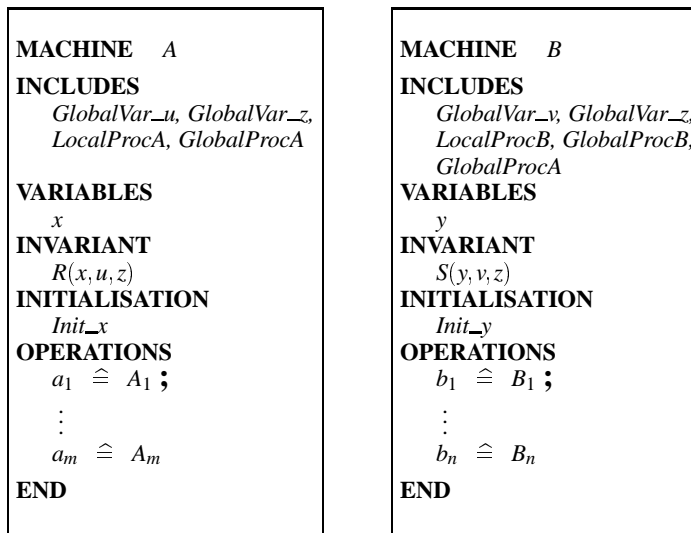 MACHINE A
INCLUDES
GlobalVar_u, GlobalVar_z,
LocalProcA, GlobalProcA
VARIABLES
x
INVARIANT
R(x,u,z)
INITIALISATION
Init_x
OPERATIONS
a₁ ≙ A₁ ;
⋮
aₘ ≙ Aₘ
END
MACHINE B
INCLUDES
GlobalVar_v, GlobalVar_z,
LocalProcB, GlobalProcB,
GlobalProcA
VARIABLES
y
INVARIANT
S(y,v,z)
INITIALISATION
Init_y
OPERATIONS
b₁ ≙ B₁ ;
⋮
bₙ ≙ Bₙ
END